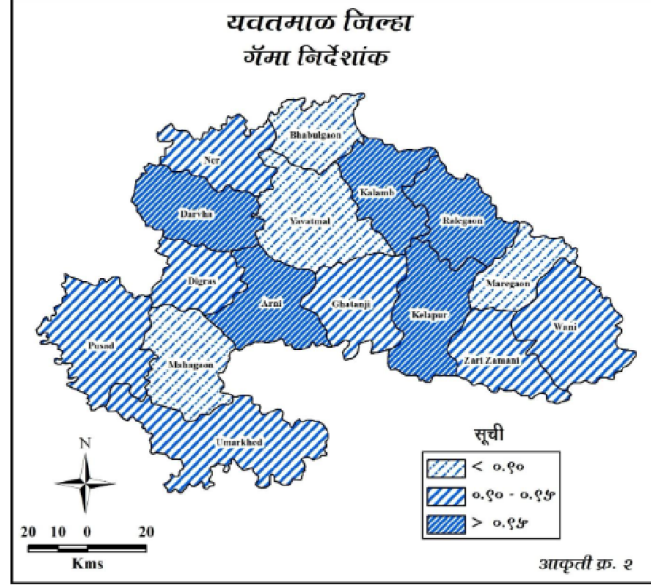 यवतमाळ जिल्हा
गॅमा निर्देशांक
Bhabulgaon
Ner
Kalamb
Darvha
Yavatmal
Ralegaon
Maregaon
Digras
Arni
Ghatanji
Kelapur
Wani
Pusad
Mahagaon
Zari Zamani
Umarkhed
सूची
< ०.९०
०.९० - ०.९५
> ०.९५
N
20 10 0 20
Kms
आकृती क्र. २